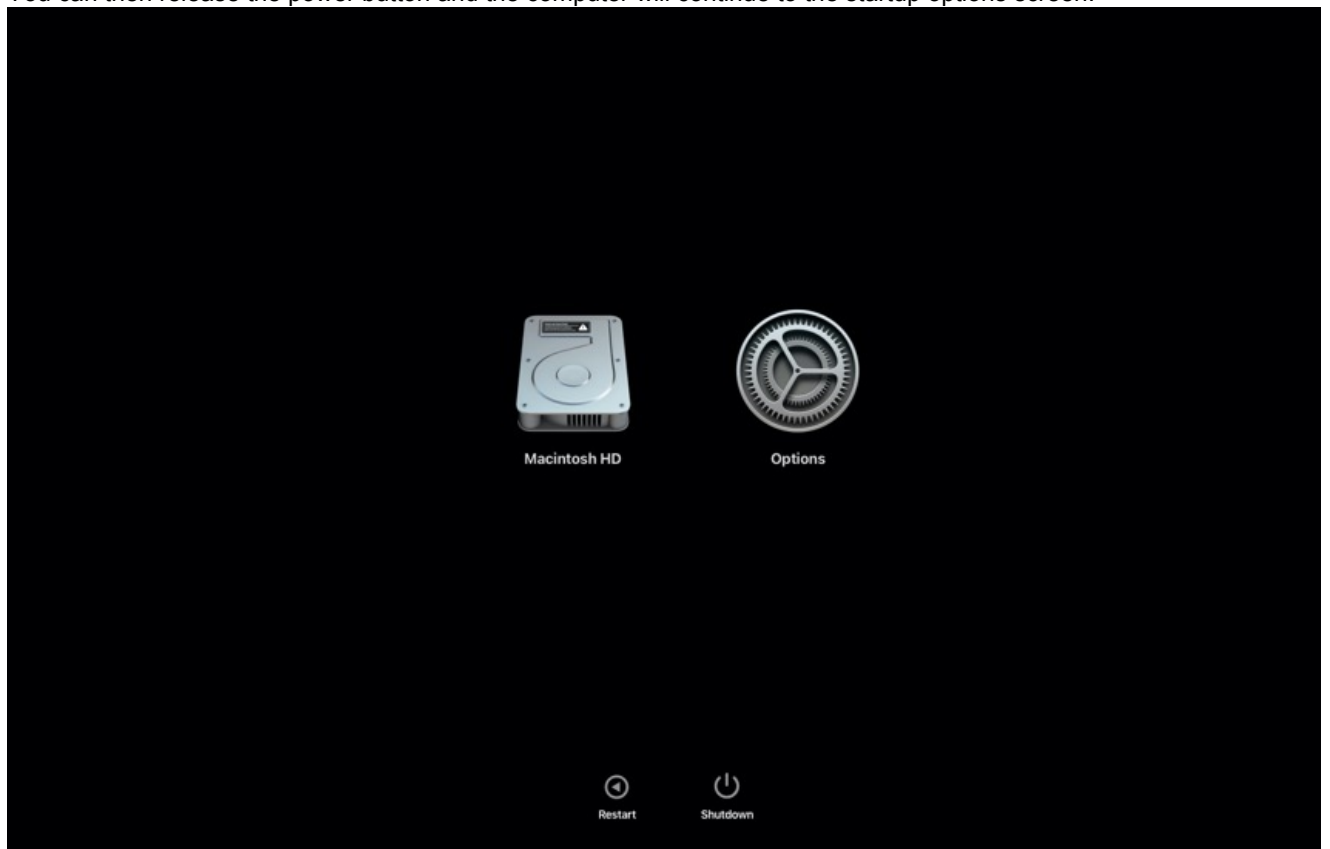 You can then release the power button and the computer will continue to the startup options screen.
Macintosh HD
Options
Restart
Shutdown